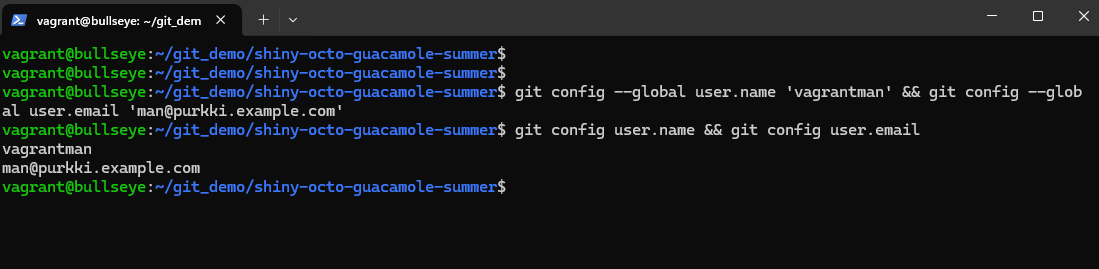 vagrant@bullseye: ~/git_dem
vagrant@bullseye:~/git_demo/shiny-octo-guacamole-summer$
vagrant@bullseye:~/git_demo/shiny-octo-guacamole-summer$
vagrant@bullseye:~/git_demo/shiny-octo-guacamole-summer$ git config --global user.name 'vagrantman' && git config --glob
al user.email 'man@purkki.example.com'
vagrant@bullseye:~/git_demo/shiny-octo-guacamole-summer$ git config user.name && git config user.email
vagrantman
man@purkki.example.com
vagrant@bullseye:~/git_demo/shiny-octo-guacamole-summer$